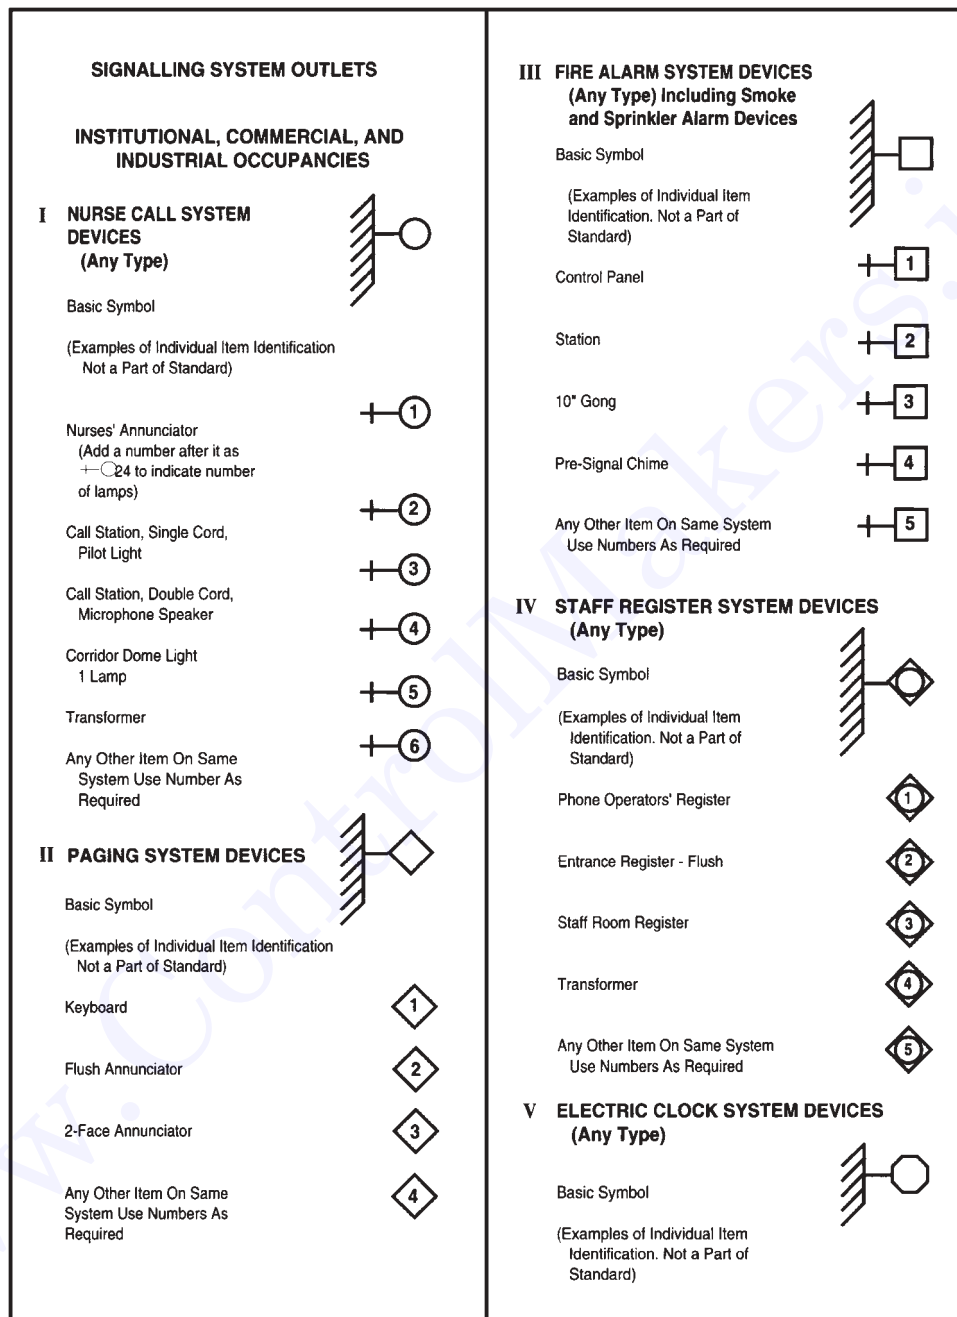 SIGNALLING SYSTEM OUTLETS
INSTITUTIONAL, COMMERCIAL, AND
INDUSTRIAL OCCUPANCIES
I NURSE CALL SYSTEM
DEVICES
(Any Type)
Basic Symbol
(Examples of Individual Item Identification
Not a Part of Standard)
1
Nurses' Annunciator
(Add a number after it as
24 to indicate number
of lamps)
2
Call Station, Single Cord,
Pilot Light
3
Call Station, Double Cord,
Microphone Speaker
4
Corridor Dome Light
1 Lamp
5
Transformer
6
Any Other Item On Same
System Use Number As
Required
II PAGING SYSTEM DEVICES
Basic Symbol
(Examples of Individual Item Identification
Not a Part of Standard)
Keyboard 1
Flush Annunciator 2
2-Face Annunciator 3
Any Other Item On Same 4
System Use Numbers As
Required
III FIRE ALARM SYSTEM DEVICES
(Any Type) Including Smoke
and Sprinkler Alarm Devices
Basic Symbol
(Examples of Individual Item
Identification. Not a Part of
Standard)
Control Panel 1
Station 2
10" Gong 3
Pre-Signal Chime 4
Any Other Item On Same System 5
Use Numbers As Required
IV STAFF REGISTER SYSTEM DEVICES
(Any Type)
Basic Symbol
(Examples of Individual Item
Identification. Not a Part of
Standard)
Phone Operators' Register 1
Entrance Register - Flush 2
Staff Room Register 3
Transformer 4
Any Other Item On Same System 5
Use Numbers As Required
V ELECTRIC CLOCK SYSTEM DEVICES
(Any Type)
Basic Symbol
(Examples of Individual Item
Identification. Not a Part of
Standard)
w.ControlMakers.i